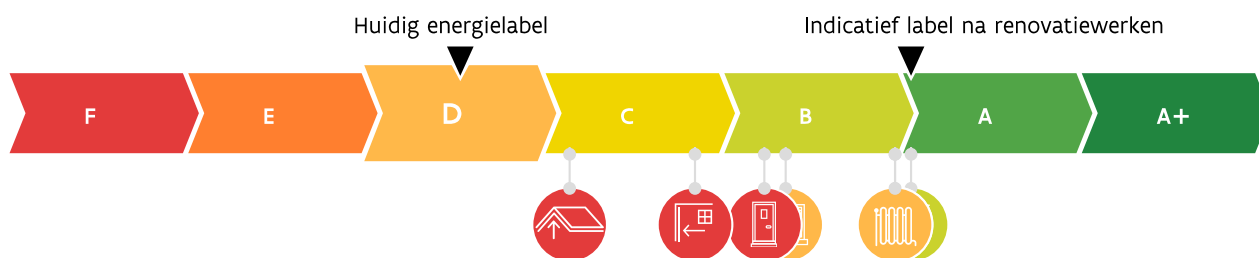 Huidig energielabel
Indicatief label na renovatiewerken
F
E
D
C
B
A
A+